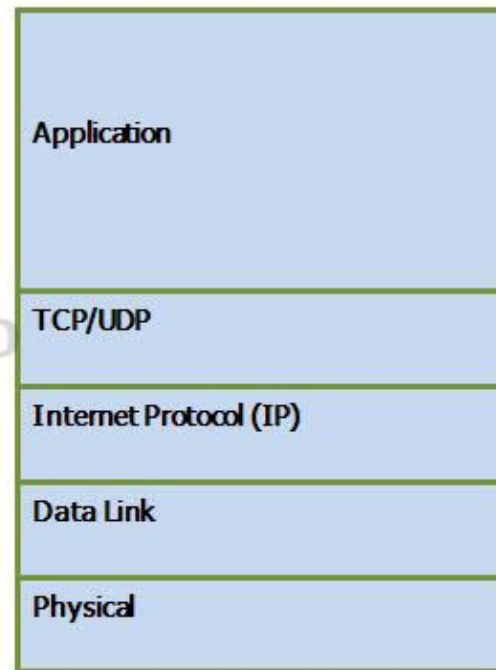 Application
TCP/UDP
Internet Protocol (IP)
Data Link
Physical